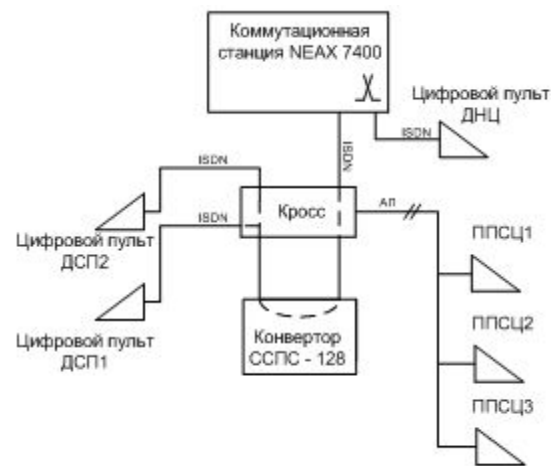 Коммутационная
станция NEAX 7400
Цифровой пульт
ДНЦ
ISDN
ISDN
ISDN
ISDN
Кросс
АП
Цифровой пульт
ДСП2
ППСЦ1
Конвертор
ССПС - 128
Цифровой пульт
ДСП1
ППСЦ2
ППСЦ3